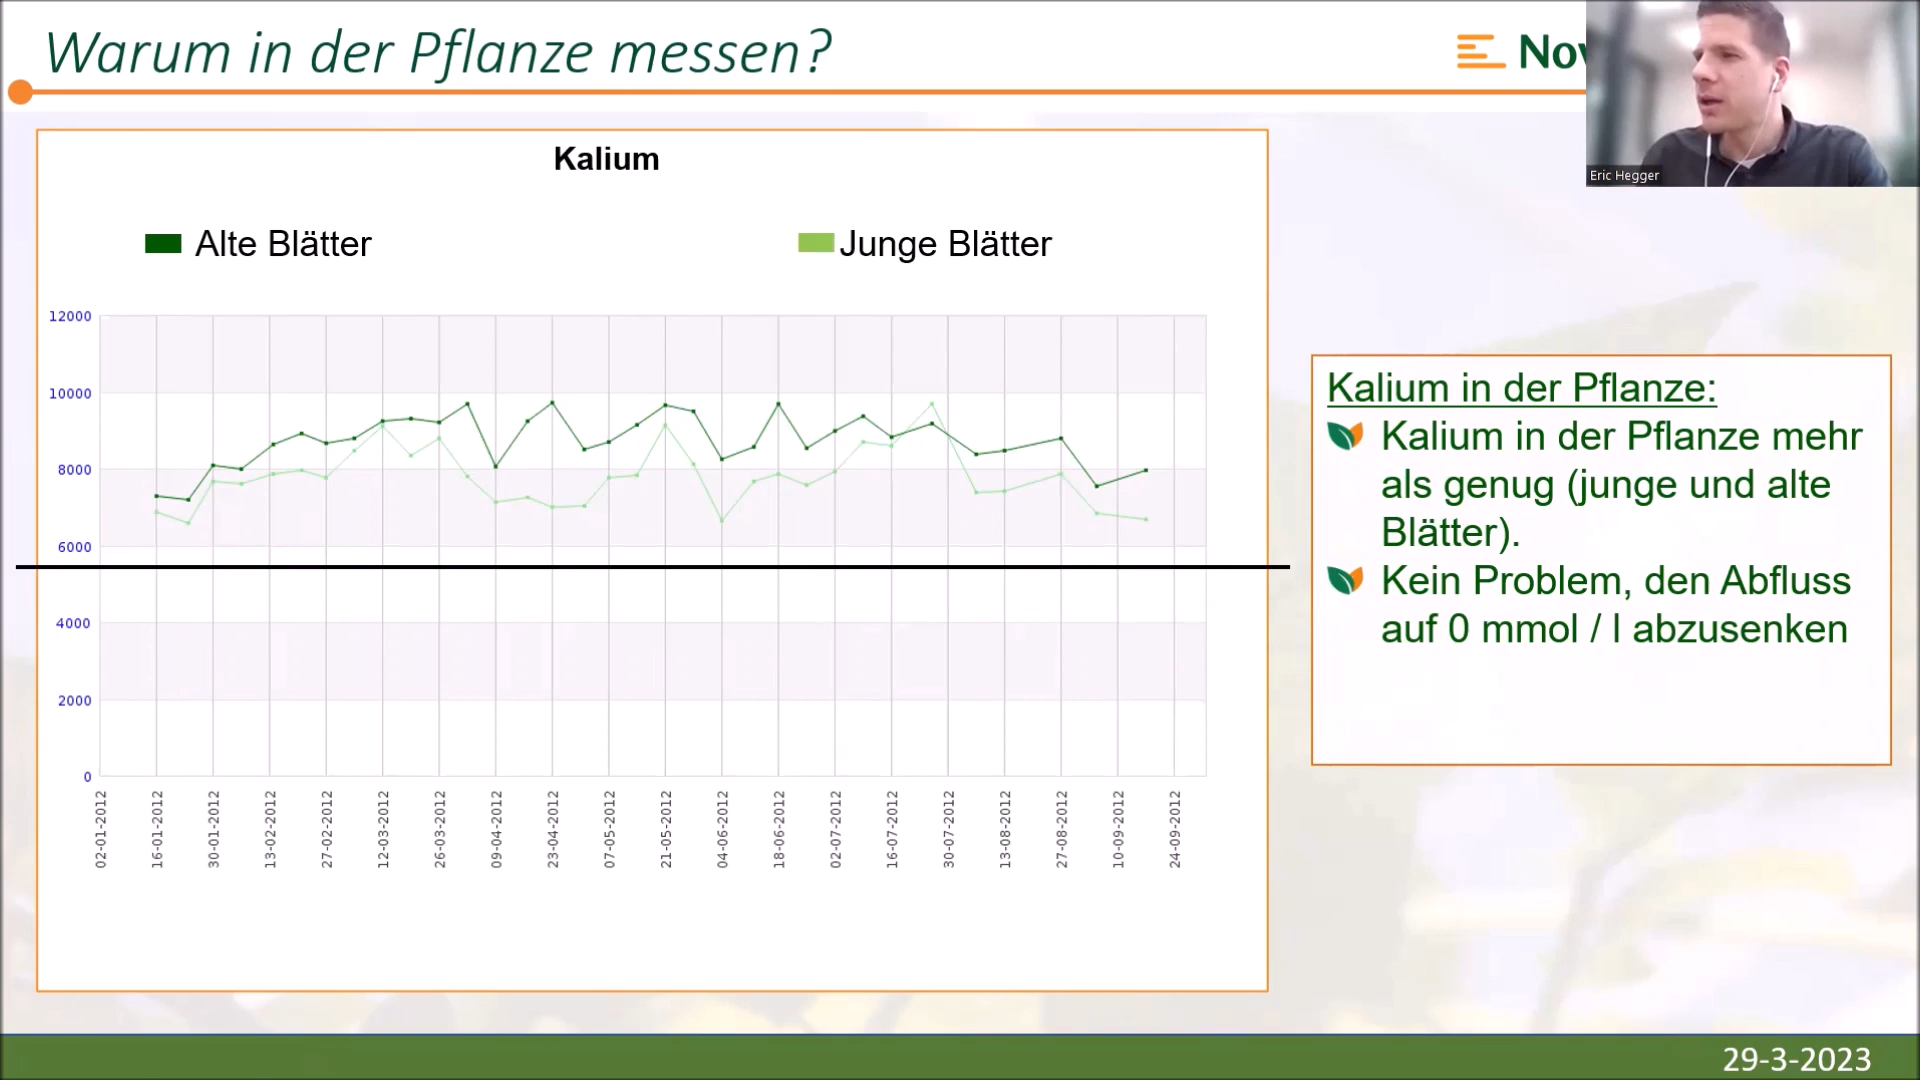 Warum in der Pflanze messen?
Nov
Eric Hegger
Kalium
Alte Blätter
Junge Blätter
12000
10000
8000
6000
4000
2000
0
02-01-2012
16-01-2012
30-01-2012
13-02-2012
27-02-2012
12-03-2012
26-03-2012
09-04-2012
23-04-2012
07-05-2012
21-05-2012
04-06-2012
18-06-2012
02-07-2012
16-07-2012
30-07-2012
13-08-2012
27-08-2012
10-09-2012
24-09-2012
Kalium in der Pflanze:
Kalium in der Pflanze mehr
als genug (junge und alte
Blätter).
Kein Problem, den Abfluss
auf 0 mmol / l abzusenken
29-3-2023